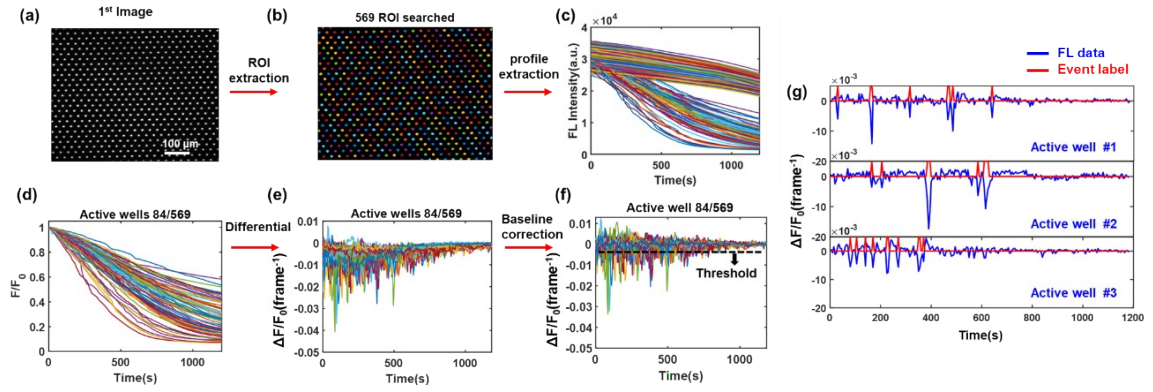 (a)
1st Image
100 μm
ROI
extraction
(b)
569 ROI searched
profile
extraction
(c)
× 10⁴
FL Intensity(a.u.)
4
3
2
1
0
0
500
1000
Time(s)
(d)
Active wells 84/569
F/F₀
1
0.8
0.6
0.4
0.2
0
0
500
1000
Time(s)
Differential
(e)
Active wells 84/569
ΔF/F₀(frame⁻¹)
0.01
0
-0.01
-0.02
-0.03
-0.04
-0.05
0
500
1000
Time(s)
Baseline
correction
(f)
Active well 84/569
ΔF/F₀(frame⁻¹)
0.01
0
-0.01
-0.02
-0.03
-0.04
-0.05
Threshold
0
500
1000
Time(s)
FL data
Event label
(g)
×10⁻³
0
-10
Active well #1
-20
×10⁻³
0
-10
Active well #2
-20
×10⁻³
0
-10
Active well #3
-20
ΔF/F₀(frame⁻¹)
0
200
400
600
800
1000
1200
Time(s)